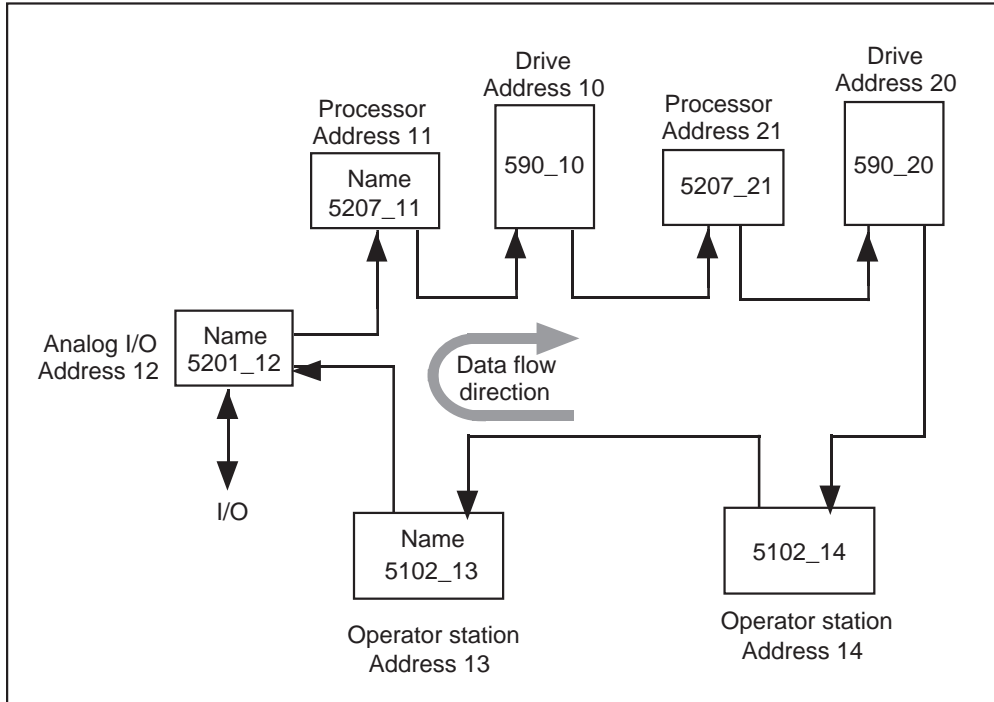 Drive
Address 20
Drive
Address 10
Processor
Address 11
Processor
Address 21
Name
5207_11
590_10
5207_21
590_20
Analog I/O
Address 12
Name
5201_12
Data flow
direction
I/O
Name
5102_13
5102_14
Operator station
Address 13
Operator station
Address 14